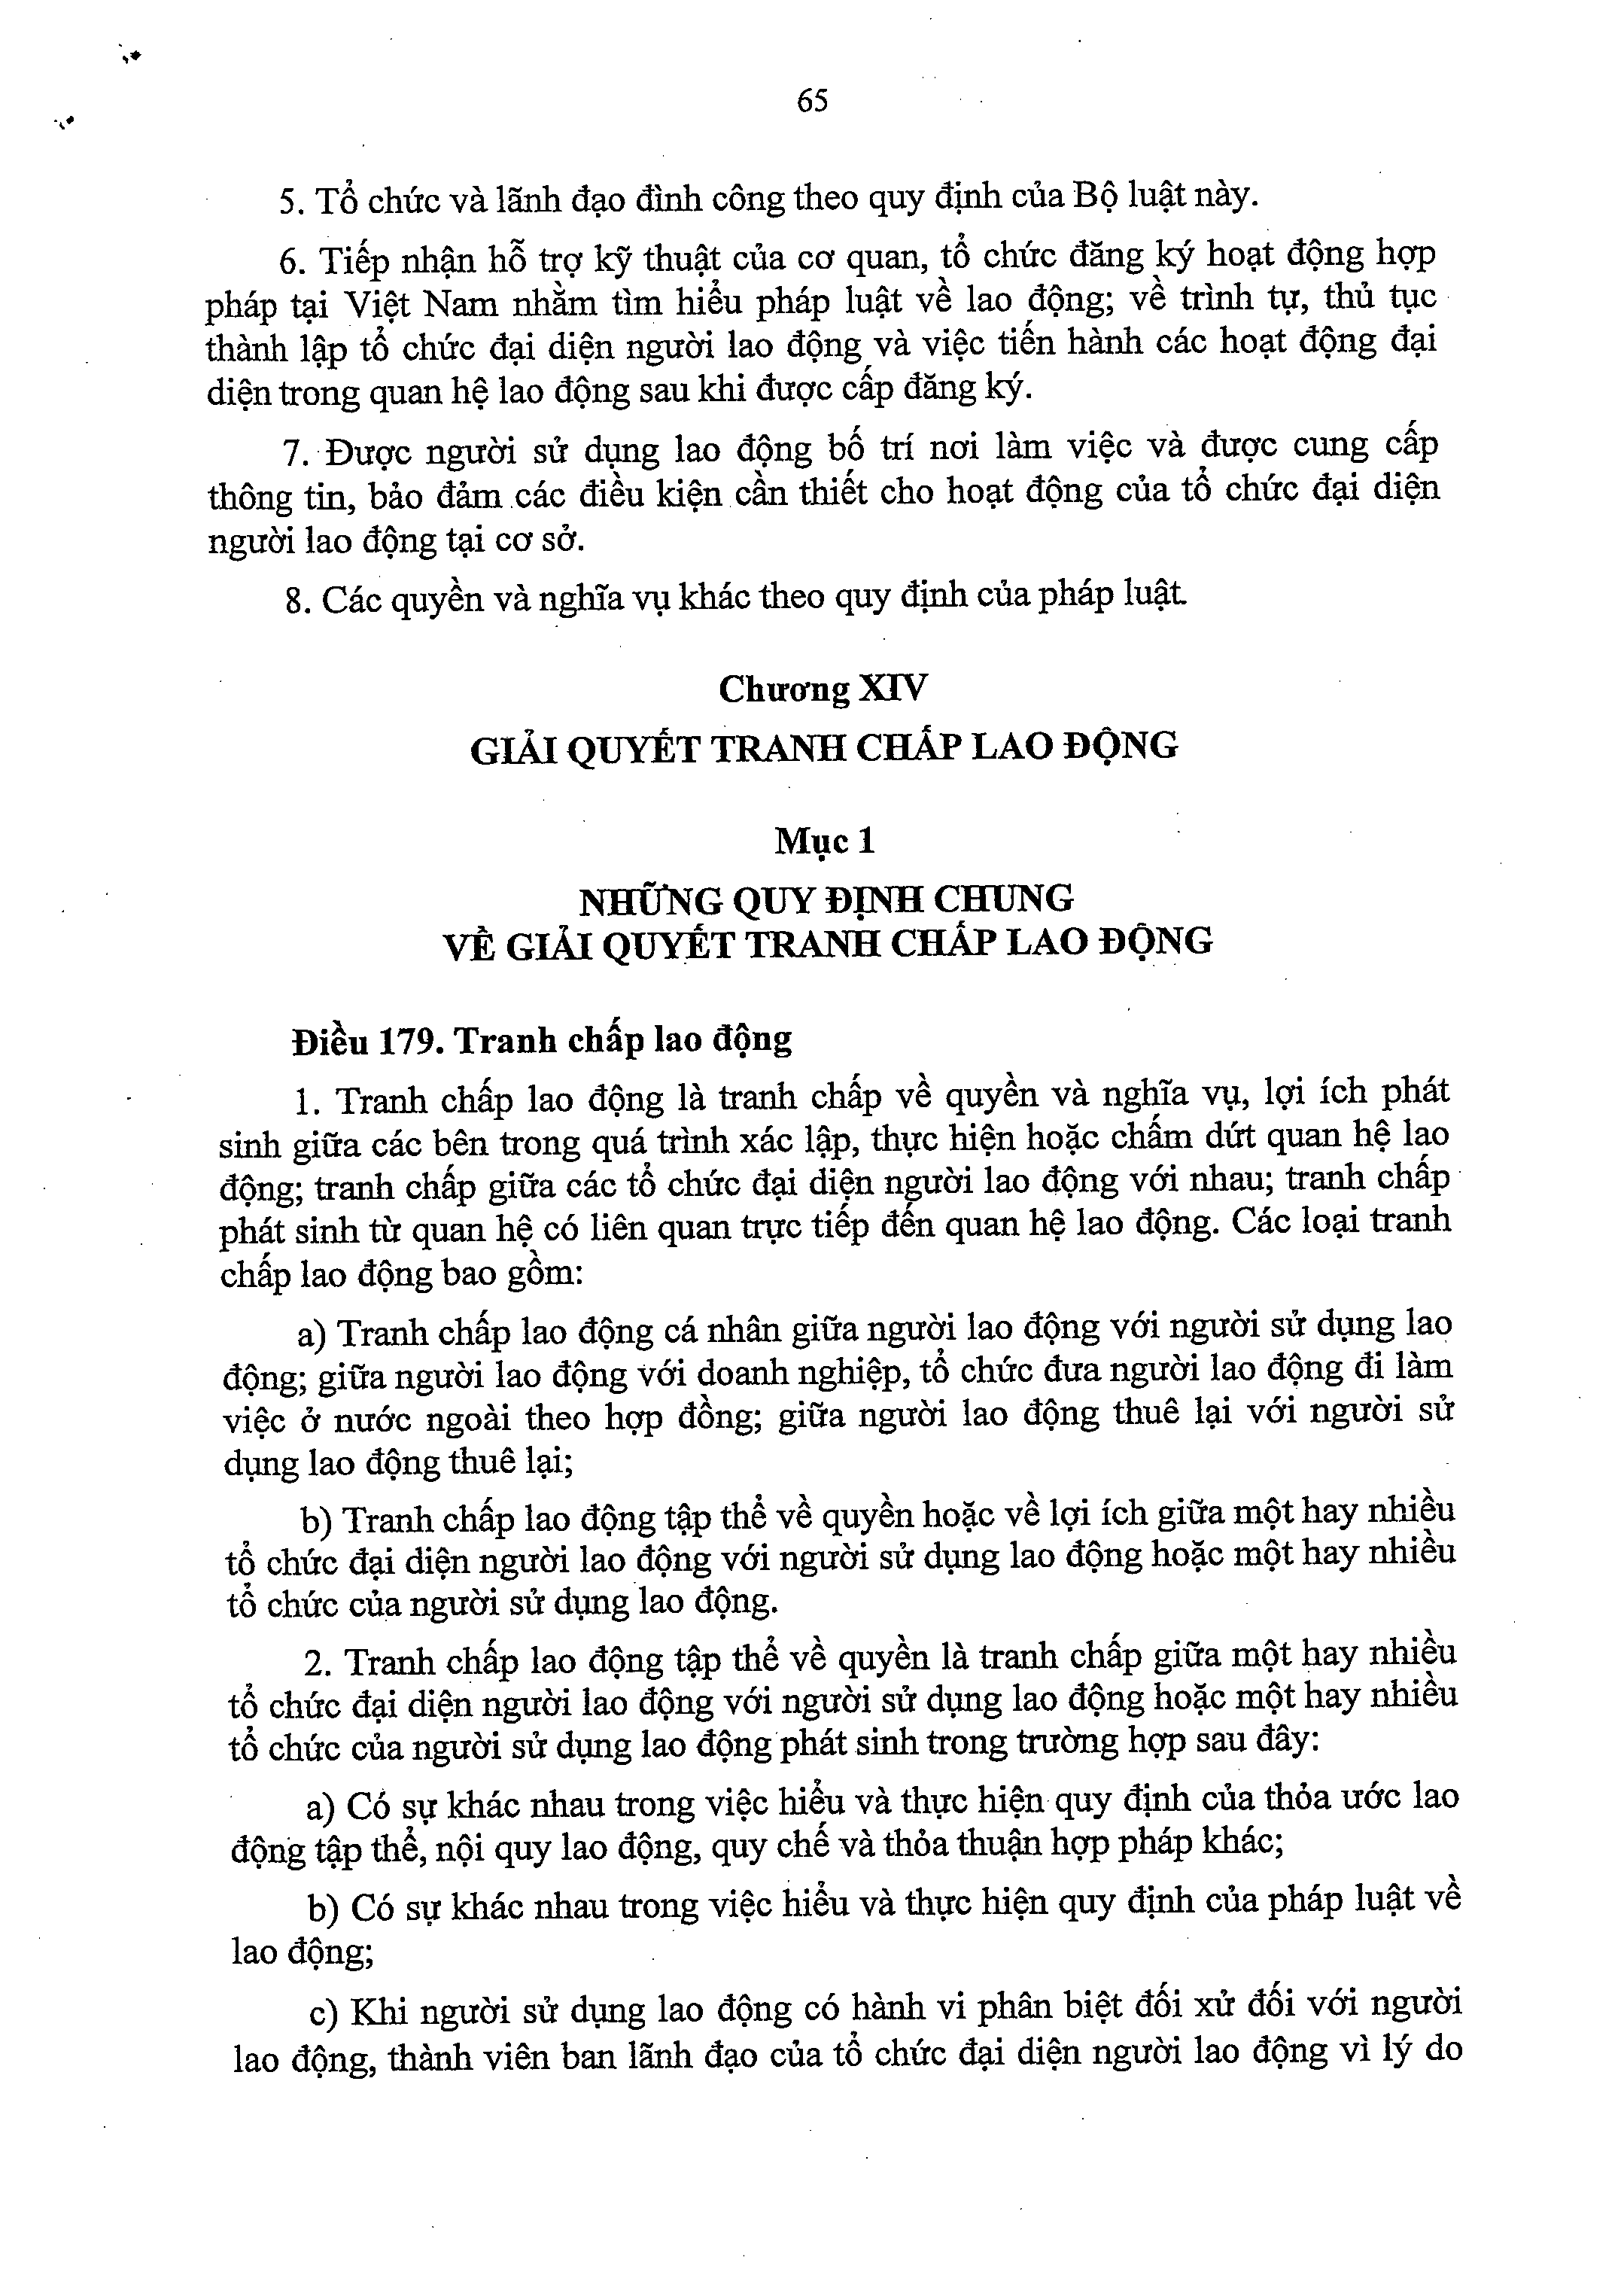 65
5. Tổ chức và lãnh đạo đình công theo quy định của Bộ luật này.
6. Tiếp nhận hỗ trợ kỹ thuật của cơ quan, tổ chức đăng ký hoạt động hợp
pháp tại Việt Nam nhằm tìm hiểu pháp luật về lao động; về trình tự, thủ tục
thành lập tổ chức đại diện người lao động và việc tiến hành các hoạt động đại
diện trong quan hệ lao động sau khi được cấp đăng ký.
7. Được người sử dụng lao động bố trí nơi làm việc và được cung cấp
thông tin, bảo đảm các điều kiện cần thiết cho hoạt động của tổ chức đại diện
người lao động tại cơ sở.
8. Các quyền và nghĩa vụ khác theo quy định của pháp luật.
Chương XIV
GIẢI QUYẾT TRANH CHẤP LAO ĐỘNG
Mục 1
NHỮNG QUY ĐỊNH CHUNG
VỀ GIẢI QUYẾT TRANH CHẤP LAO ĐỘNG
Điều 179. Tranh chấp lao động
1. Tranh chấp lao động là tranh chấp về quyền và nghĩa vụ, lợi ích phát
sinh giữa các bên trong quá trình xác lập, thực hiện hoặc chấm dứt quan hệ lao
động; tranh chấp giữa các tổ chức đại diện người lao động với nhau; tranh chấp
phát sinh từ quan hệ có liên quan trực tiếp đến quan hệ lao động. Các loại tranh
chấp lao động bao gồm:
a) Tranh chấp lao động cá nhân giữa người lao động với người sử dụng lao
động; giữa người lao động với doanh nghiệp, tổ chức đưa người lao động đi làm
việc ở nước ngoài theo hợp đồng; giữa người lao động thuê lại với người sử
dụng lao động thuê lại;
b) Tranh chấp lao động tập thể về quyền hoặc về lợi ích giữa một hay nhiều
tổ chức đại diện người lao động với người sử dụng lao động hoặc một hay nhiều
tổ chức của người sử dụng lao động.
2. Tranh chấp lao động tập thể về quyền là tranh chấp giữa một hay nhiều
tổ chức đại diện người lao động với người sử dụng lao động hoặc một hay nhiều
tổ chức của người sử dụng lao động phát sinh trong trường hợp sau đây:
a) Có sự khác nhau trong việc hiểu và thực hiện quy định của thỏa ước lao
động tập thể, nội quy lao động, quy chế và thỏa thuận hợp pháp khác;
b) Có sự khác nhau trong việc hiểu và thực hiện quy định của pháp luật về
lao động;
c) Khi người sử dụng lao động có hành vi phân biệt đối xử đối với người
lao động, thành viên ban lãnh đạo của tổ chức đại diện người lao động vì lý do